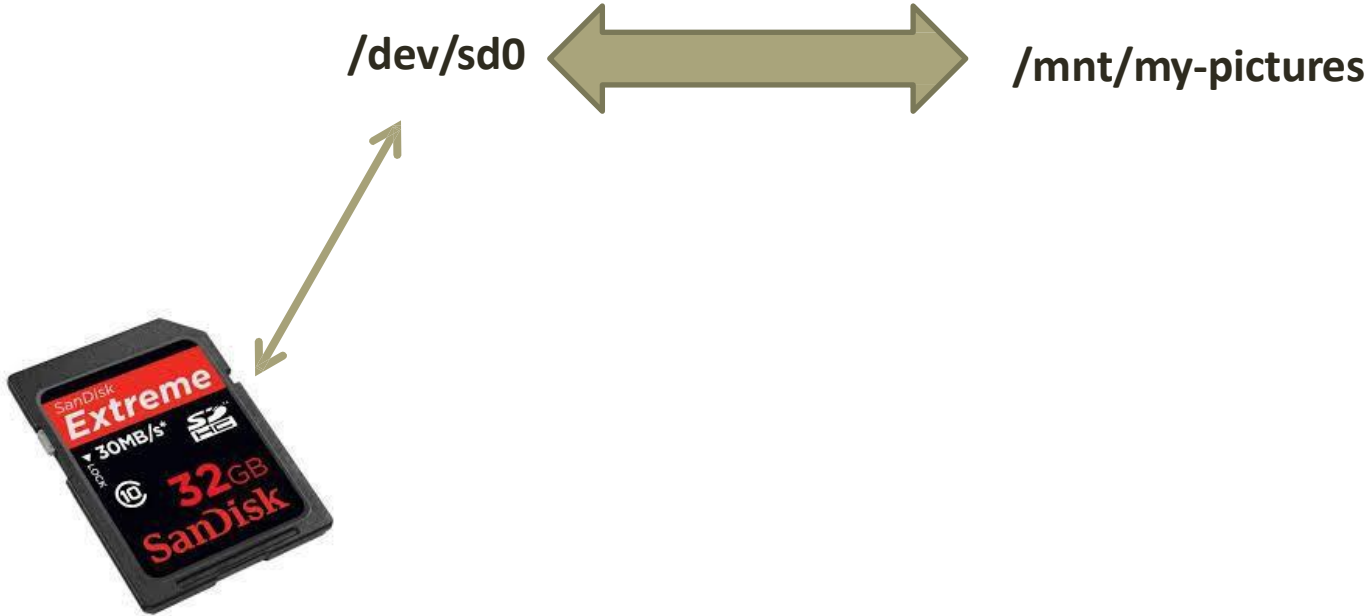 /dev/sd0
/mnt/my-pictures
SanDisk
Extreme
30MB/s*
SD
HC
LOCK
10
32GB
SanDisk